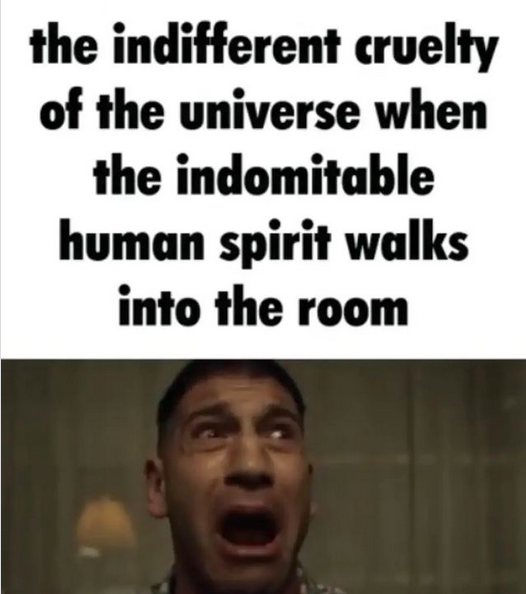 the indifferent cruelty
of the universe when
the indomitable
human spirit walks
into the room